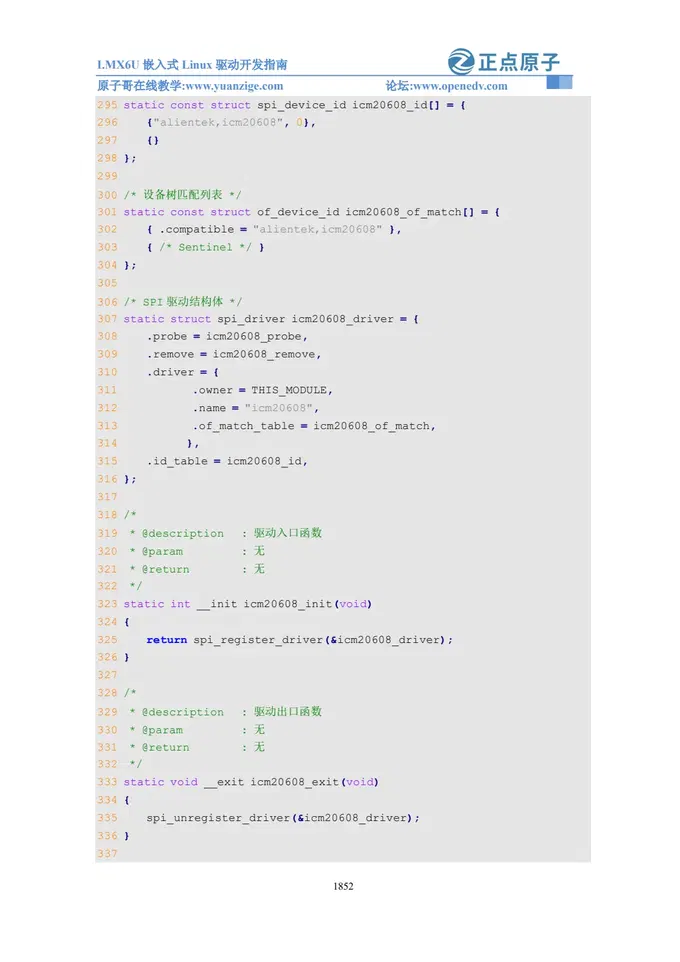 I.MX6U 嵌入式 Linux 驱动开发指南
正点原子
原子哥在线教学:www.yuanzige.com 论坛:www.openedv.com
295 static const struct spi_device_id icm20608_id[] = {
296 {"alientek,icm20608", 0},
297 {}
298 };
299
300 /* 设备树匹配列表 */
301 static const struct of_device_id icm20608_of_match[] = {
302 { .compatible = "alientek,icm20608" },
303 { /* Sentinel */ }
304 };
305
306 /* SPI 驱动结构体 */
307 static struct spi_driver icm20608_driver = {
308 .probe = icm20608_probe,
309 .remove = icm20608_remove,
310 .driver = {
311 .owner = THIS_MODULE,
312 .name = "icm20608",
313 .of_match_table = icm20608_of_match,
314 },
315 .id_table = icm20608_id,
316 };
317
318 /*
319 * @description : 驱动入口函数
320 * @param : 无
321 * @return : 无
322 */
323 static int __init icm20608_init(void)
324 {
325 return spi_register_driver(&icm20608_driver);
326 }
327
328 /*
329 * @description : 驱动出口函数
330 * @param : 无
331 * @return : 无
332 */
333 static void __exit icm20608_exit(void)
334 {
335 spi_unregister_driver(&icm20608_driver);
336 }
337
1852